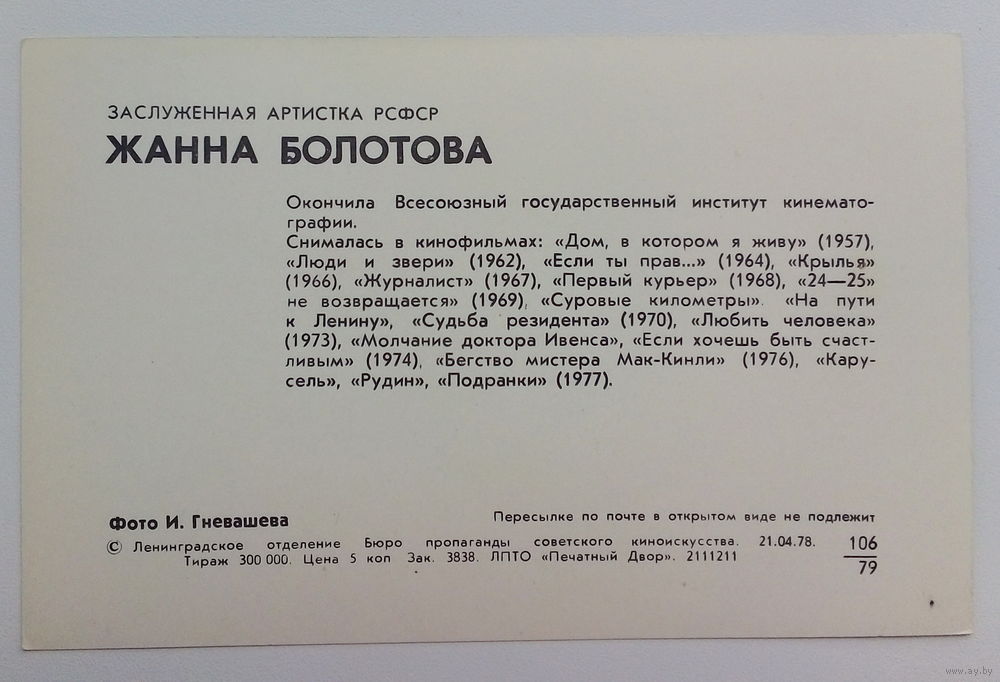 ЗАСЛУЖЕННАЯ АРТИСТКА РСФСР
ЖАННА БОЛОТОВА
Окончила Всесоюзный государственный институт кинемато-
графии.
Снималась в кинофильмах: «Дом, в котором я живу» (1957),
«Люди и звери» (1962), «Если ты прав...» (1964), «Крылья»
(1966), «Журналист» (1967), «Первый курьер» (1968), «24—25»
не возвращается» (1969), «Суровые километры». «На пути
к Ленину», «Судьба резидента» (1970), «Любить человека»
(1973), «Молчание доктора Ивенса», «Если хочешь быть счаст-
ливым» (1974), «Бегство мистера Мак-Кинли» (1976), «Кару-
сель», «Рудин», «Подранки» (1977).
Фото И. Гневашева
Пересылке по почте в открытом виде не подлежит
© Ленинградское отделение Бюро пропаганды советского киноискусства. 21.04.78.
Тираж 300 000. Цена 5 коп Зак. 3838. ЛПТО «Печатный Двор». 2111211
106
79
www.ay.by